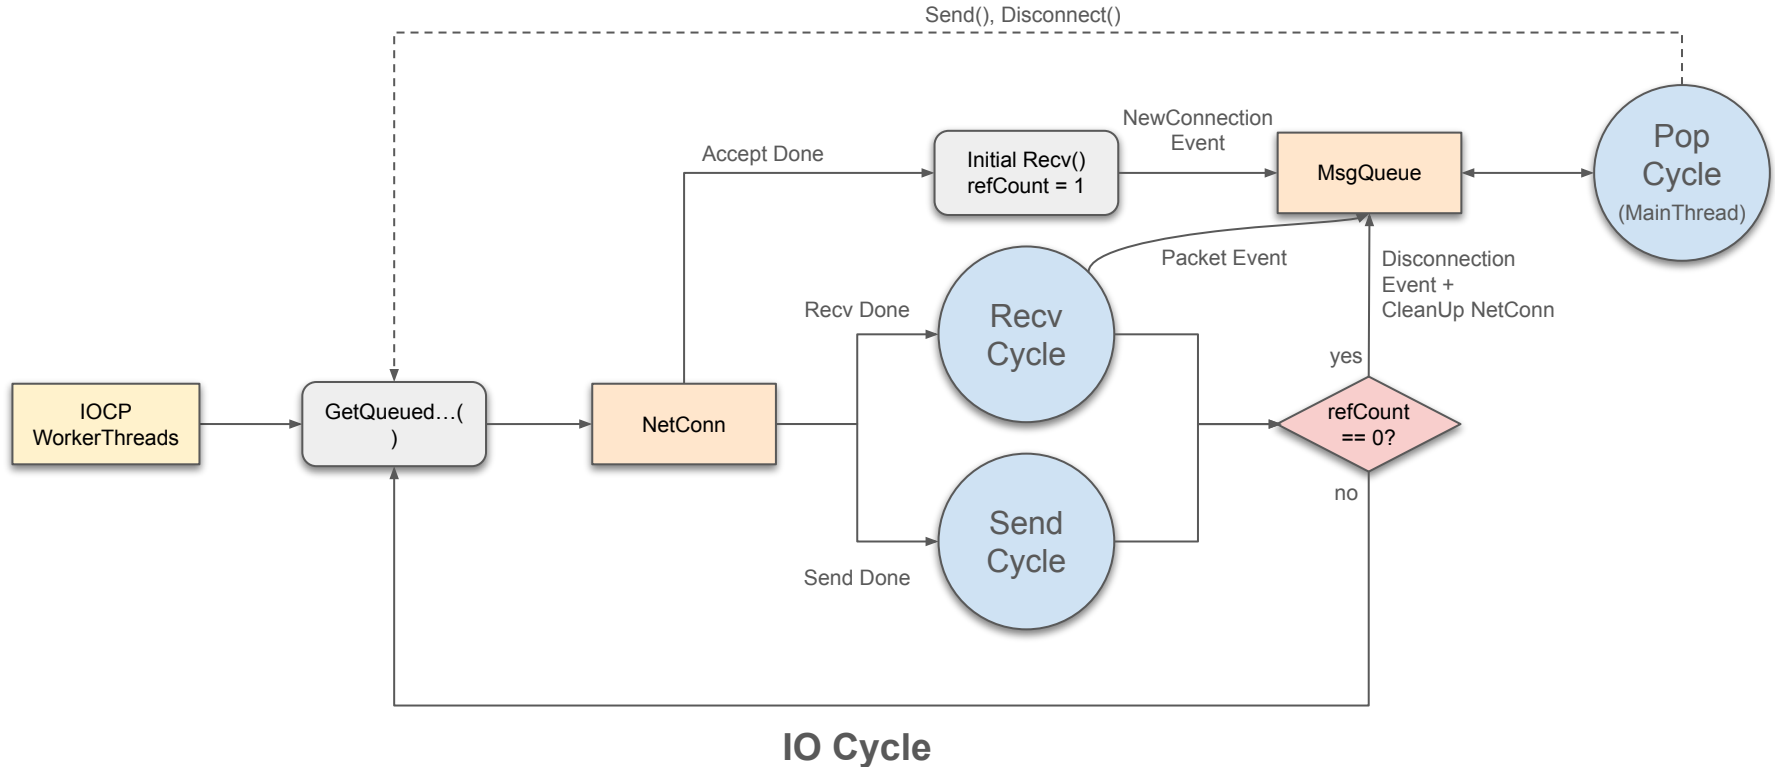 Send(), Disconnect()
NewConnection
Event
Accept Done
Initial Recv()
refCount = 1
MsgQueue
Pop
Cycle
(MainThread)
Packet Event
Disconnection
Event +
CleanUp NetConn
Recv Done
Recv
Cycle
yes
IOCP
WorkerThreads
GetQueued…(
)
NetConn
refCount
== 0?
no
Send
Cycle
Send Done
IO Cycle